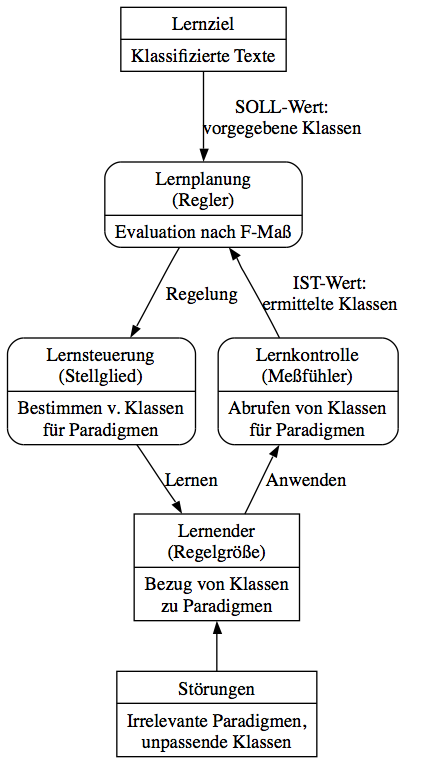 Lernziel
Klassifizierte Texte
SOLL-Wert:
vorgegebene Klassen
Lernplanung
(Regler)
Evaluation nach F-Maß
Regelung
IST-Wert:
ermittelte Klassen
Lernsteuerung
(Stellglied)
Bestimmen v. Klassen
für Paradigmen
Lernkontrolle
(Meßfühler)
Abrufen von Klassen
für Paradigmen
Lernen
Anwenden
Lernender
(Regelgröße)
Bezug von Klassen
zu Paradigmen
Störungen
Irrelevante Paradigmen,
unpassende Klassen